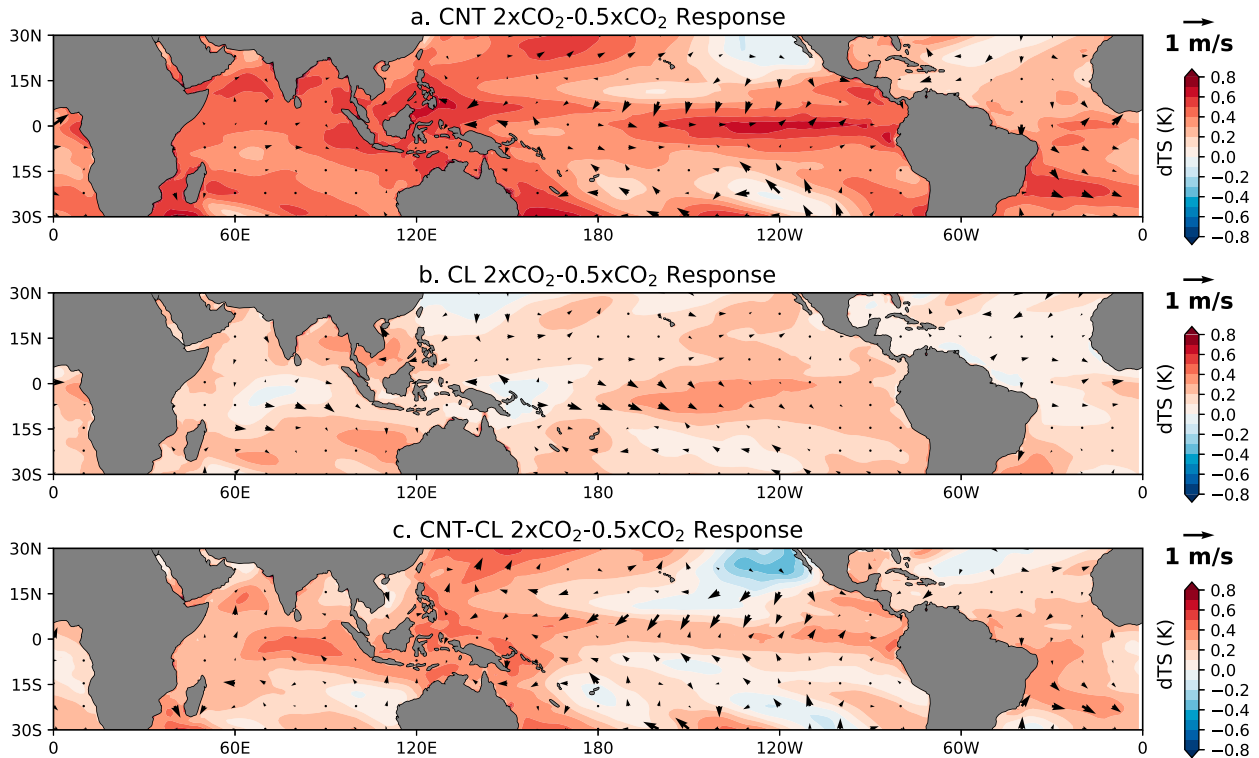 a. CNT 2xCO₂-0.5xCO₂ Response
30N
15N
0
15S
30S
0 60E 120E 180 120W 60W 0
1 m/s
0.8
0.6
0.4
0.2
0.0
−0.2
−0.4
−0.6
−0.8
dTS (K)
b. CL 2xCO₂-0.5xCO₂ Response
30N
15N
0
15S
30S
0 60E 120E 180 120W 60W 0
1 m/s
0.8
0.6
0.4
0.2
0.0
−0.2
−0.4
−0.6
−0.8
dTS (K)
c. CNT-CL 2xCO₂-0.5xCO₂ Response
30N
15N
0
15S
30S
0 60E 120E 180 120W 60W 0
1 m/s
0.8
0.6
0.4
0.2
0.0
−0.2
−0.4
−0.6
−0.8
dTS (K)